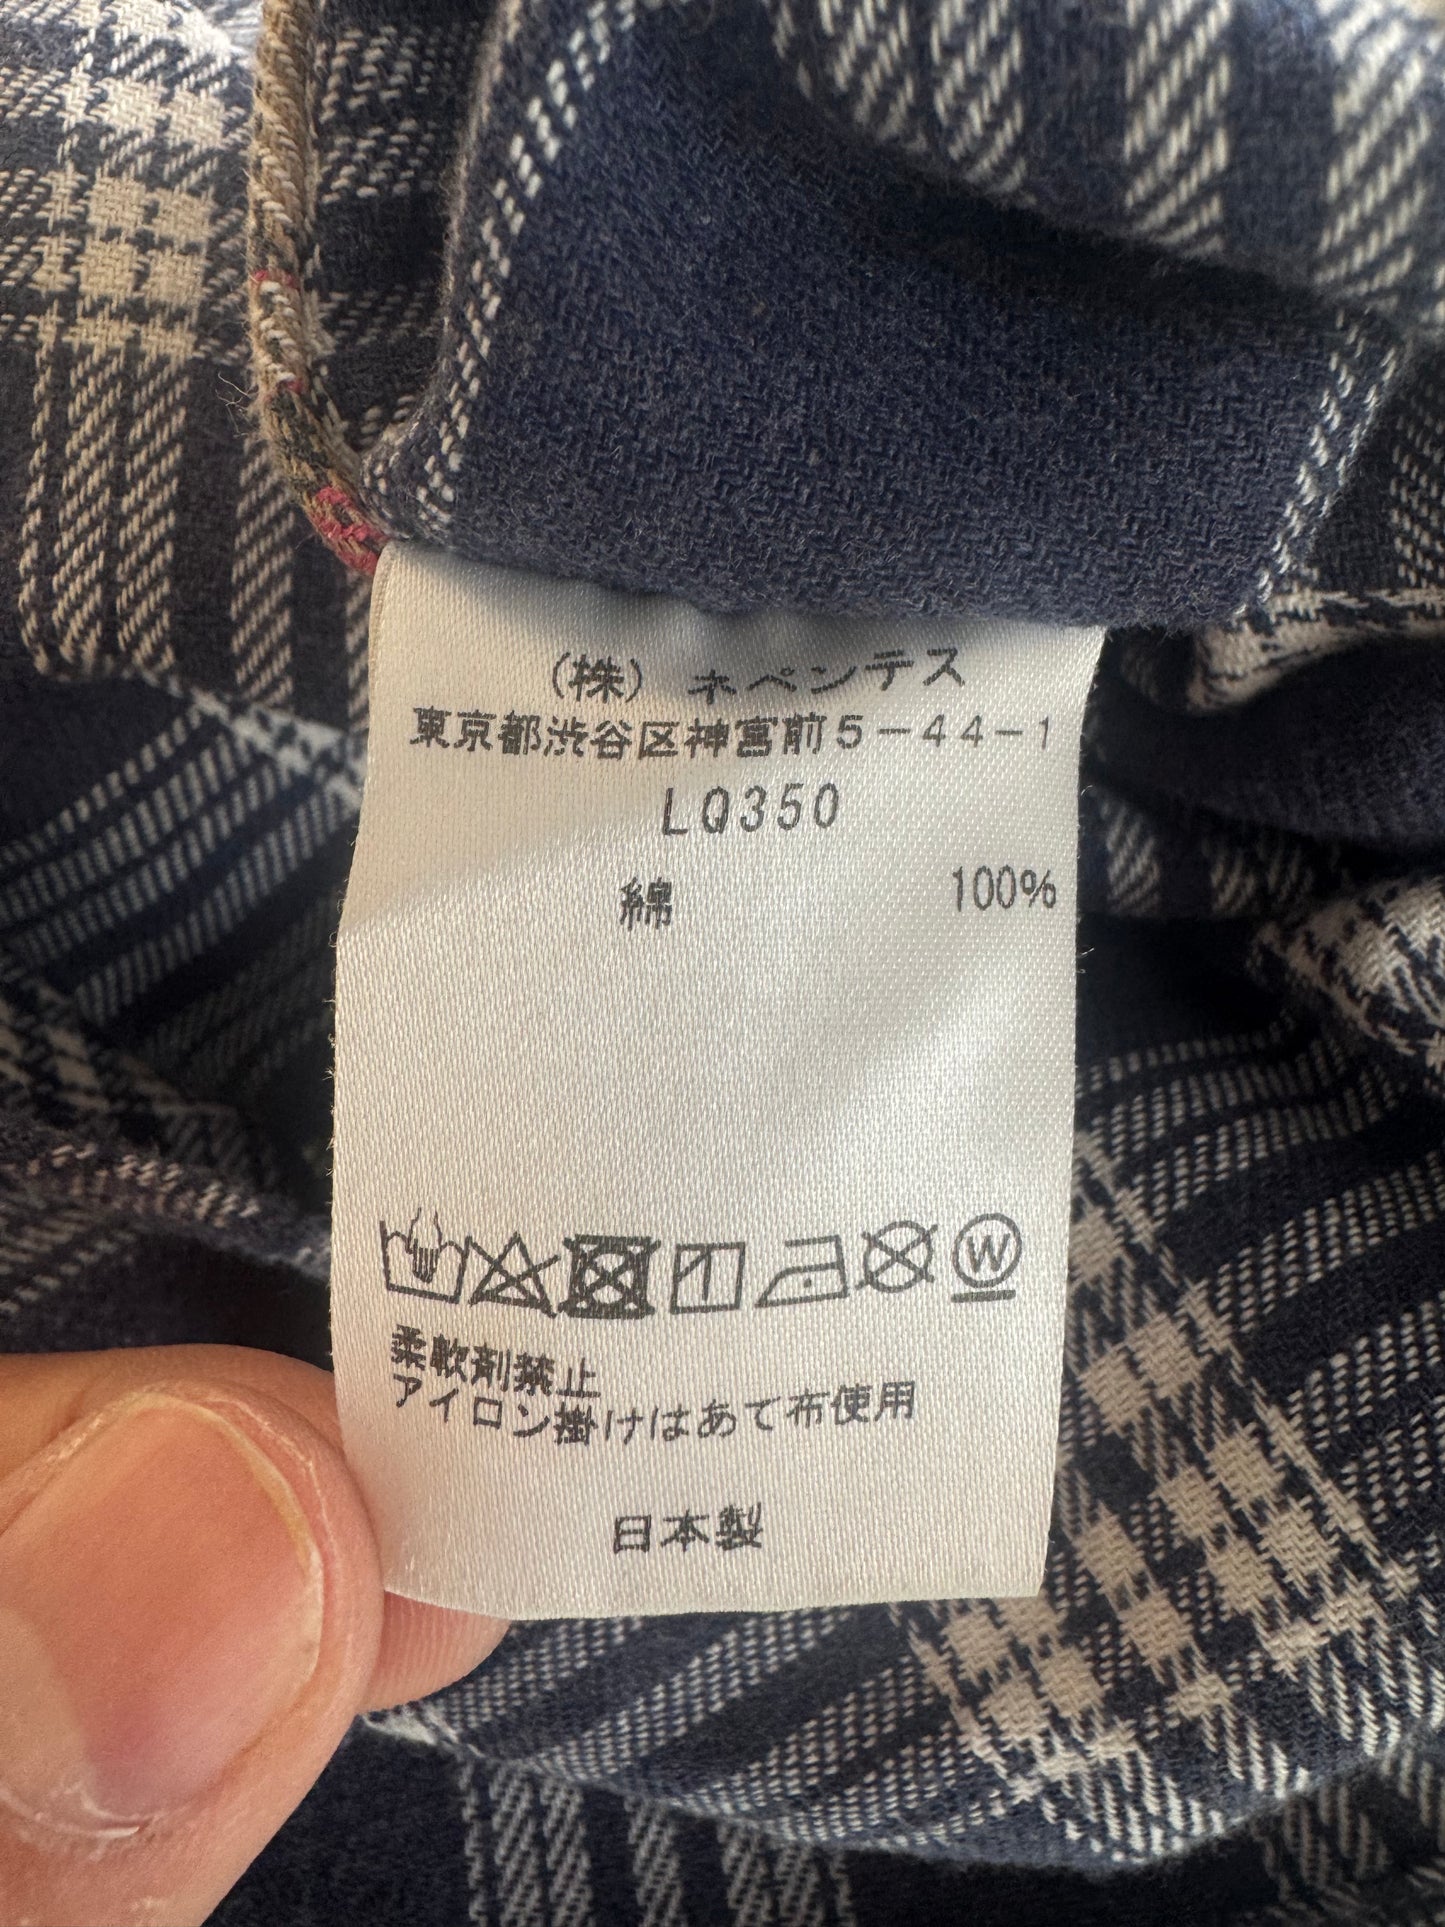 (株) ネペンテス
東京都渋谷区神宮前5-44-1
LQ350
綿 100%
W
柔軟剤禁止
アイロン掛けはあて布使用
日本製